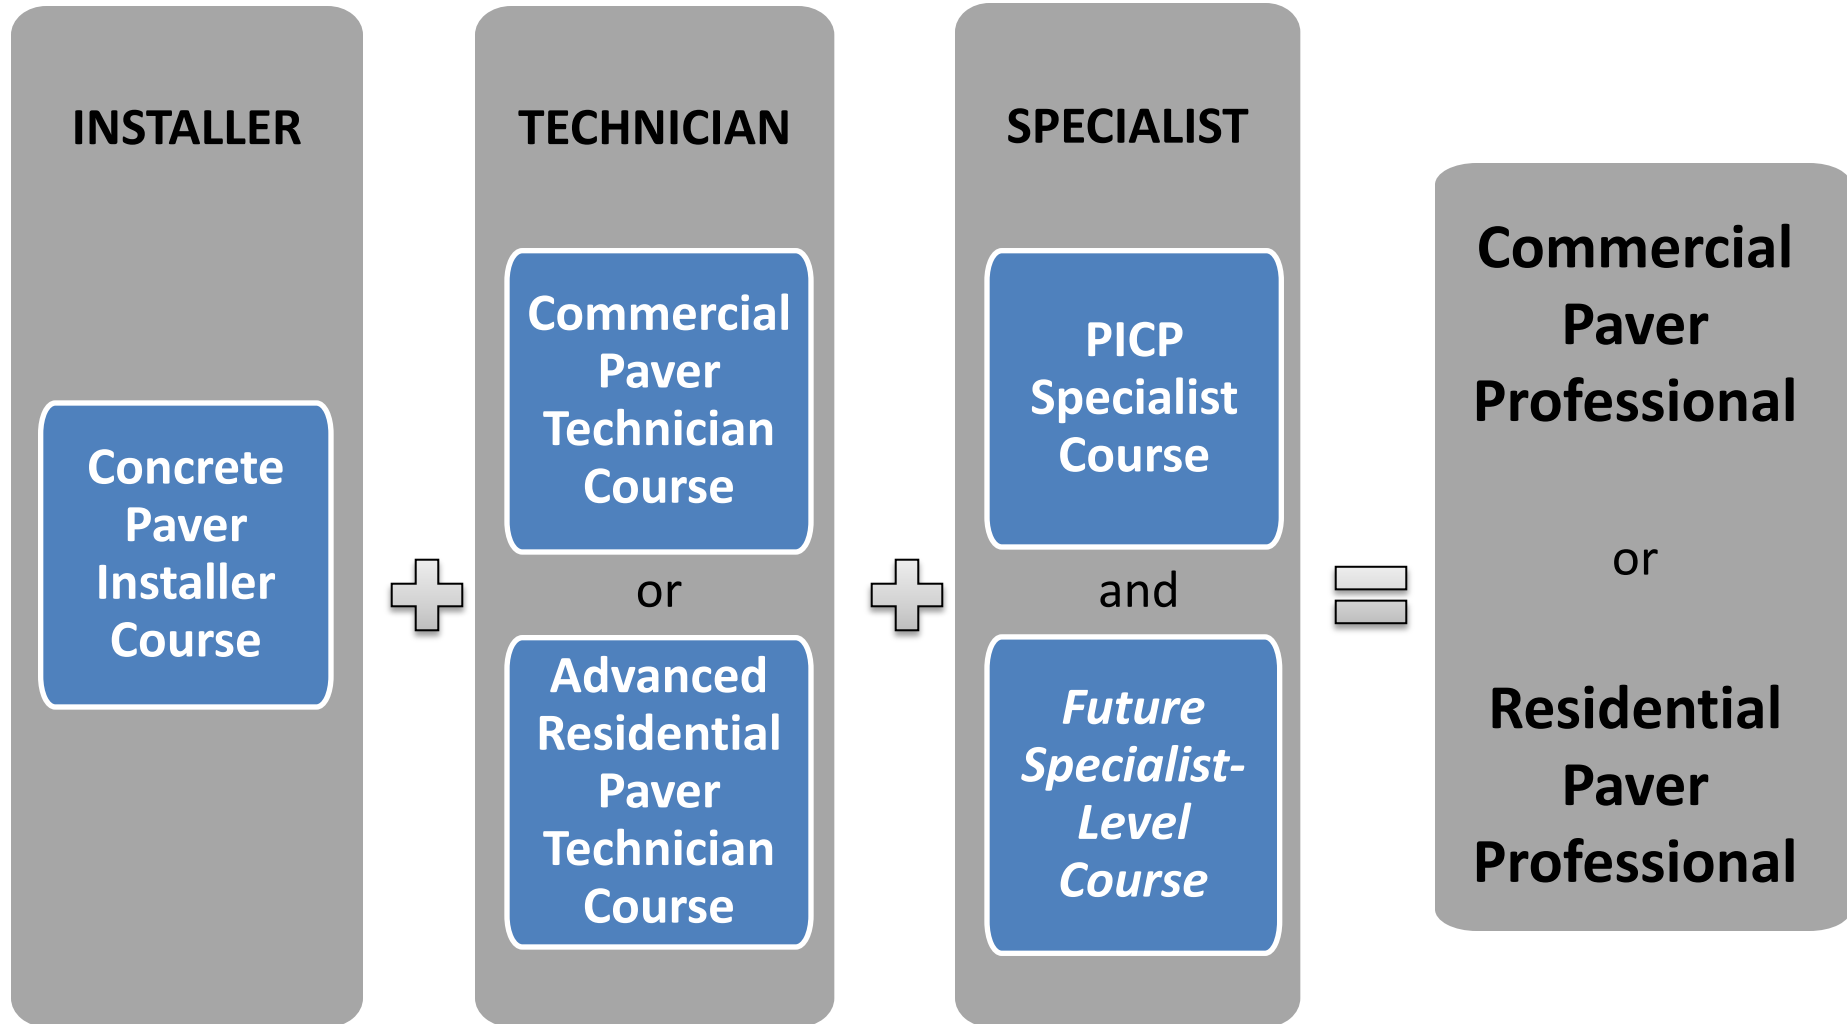 INSTALLER
Concrete
Paver
Installer
Course
TECHNICIAN
Commercial
Paver
Technician
Course
or
Advanced
Residential
Paver
Technician
Course
SPECIALIST
PICP
Specialist
Course
and
Future
Specialist-
Level
Course
Commercial
Paver
Professional
or
Residential
Paver
Professional